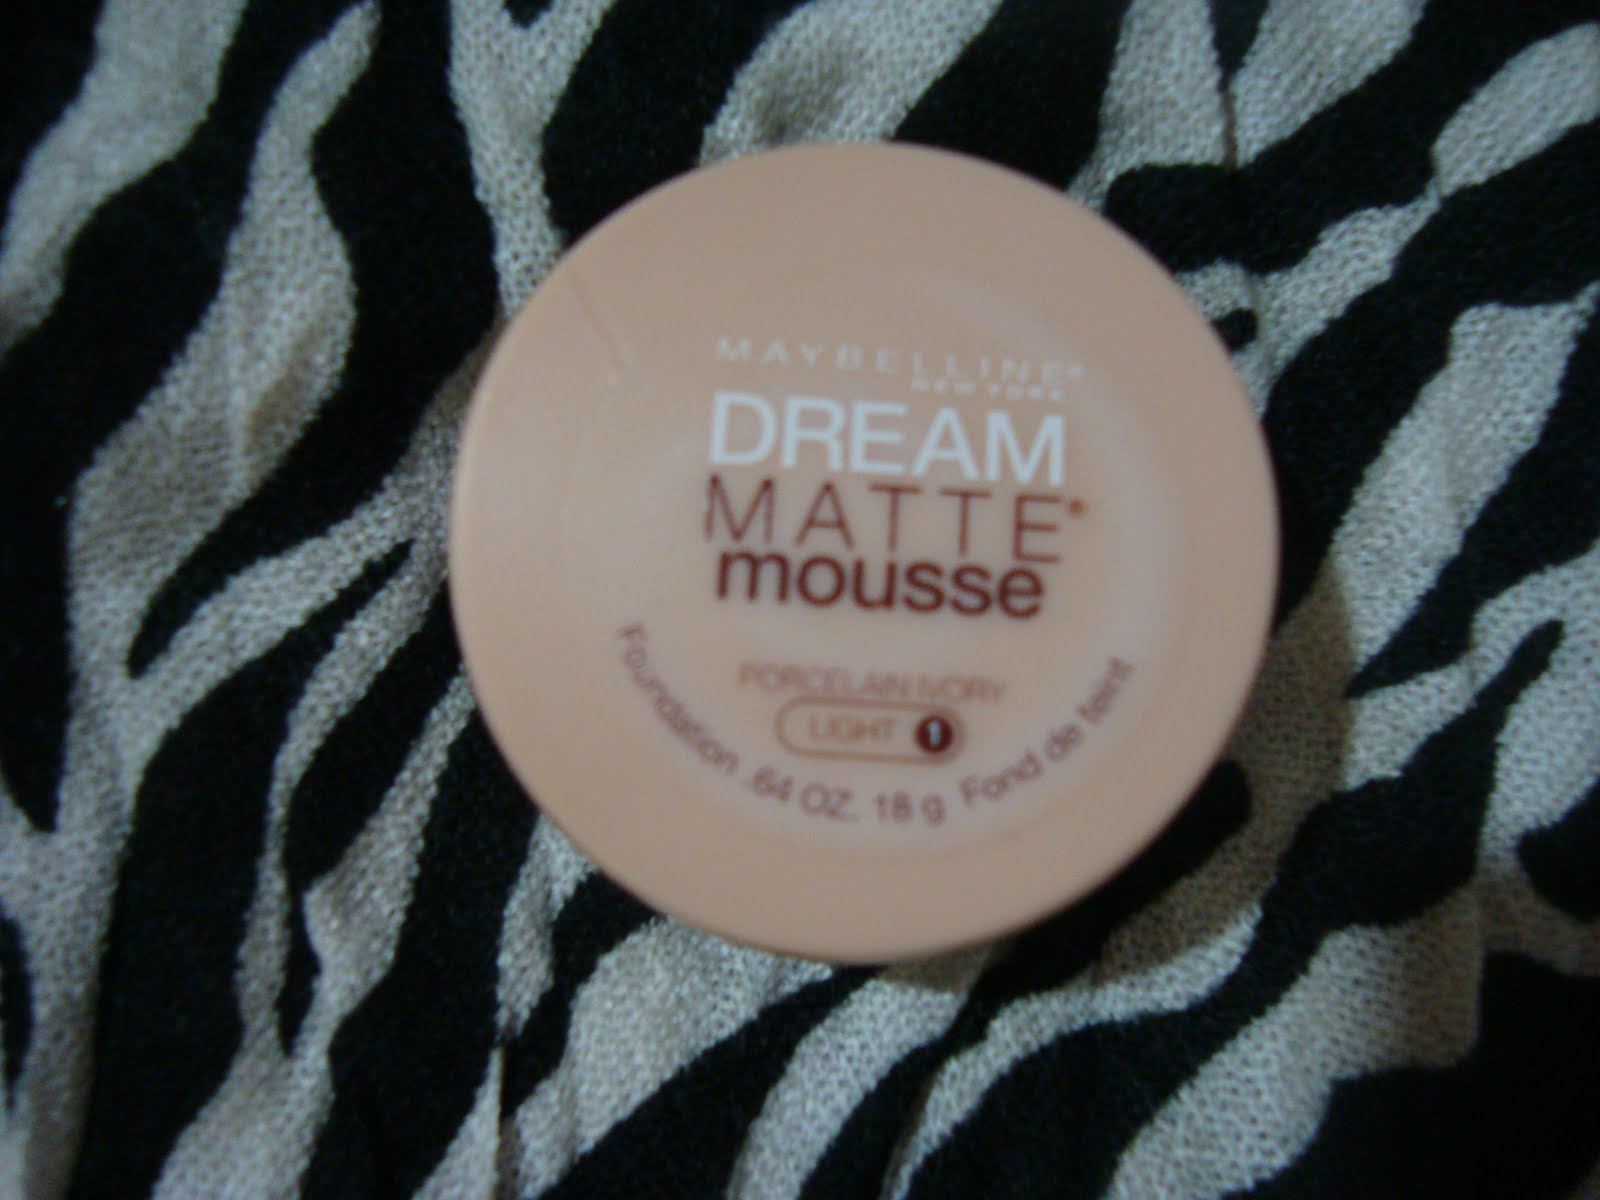 MAYBELLINE®
NEW YORK
DREAM
MATTE®
mousse
PORCELAIN IVORY
LIGHT 1
Foundation .64 OZ. 18 g Fond de teint